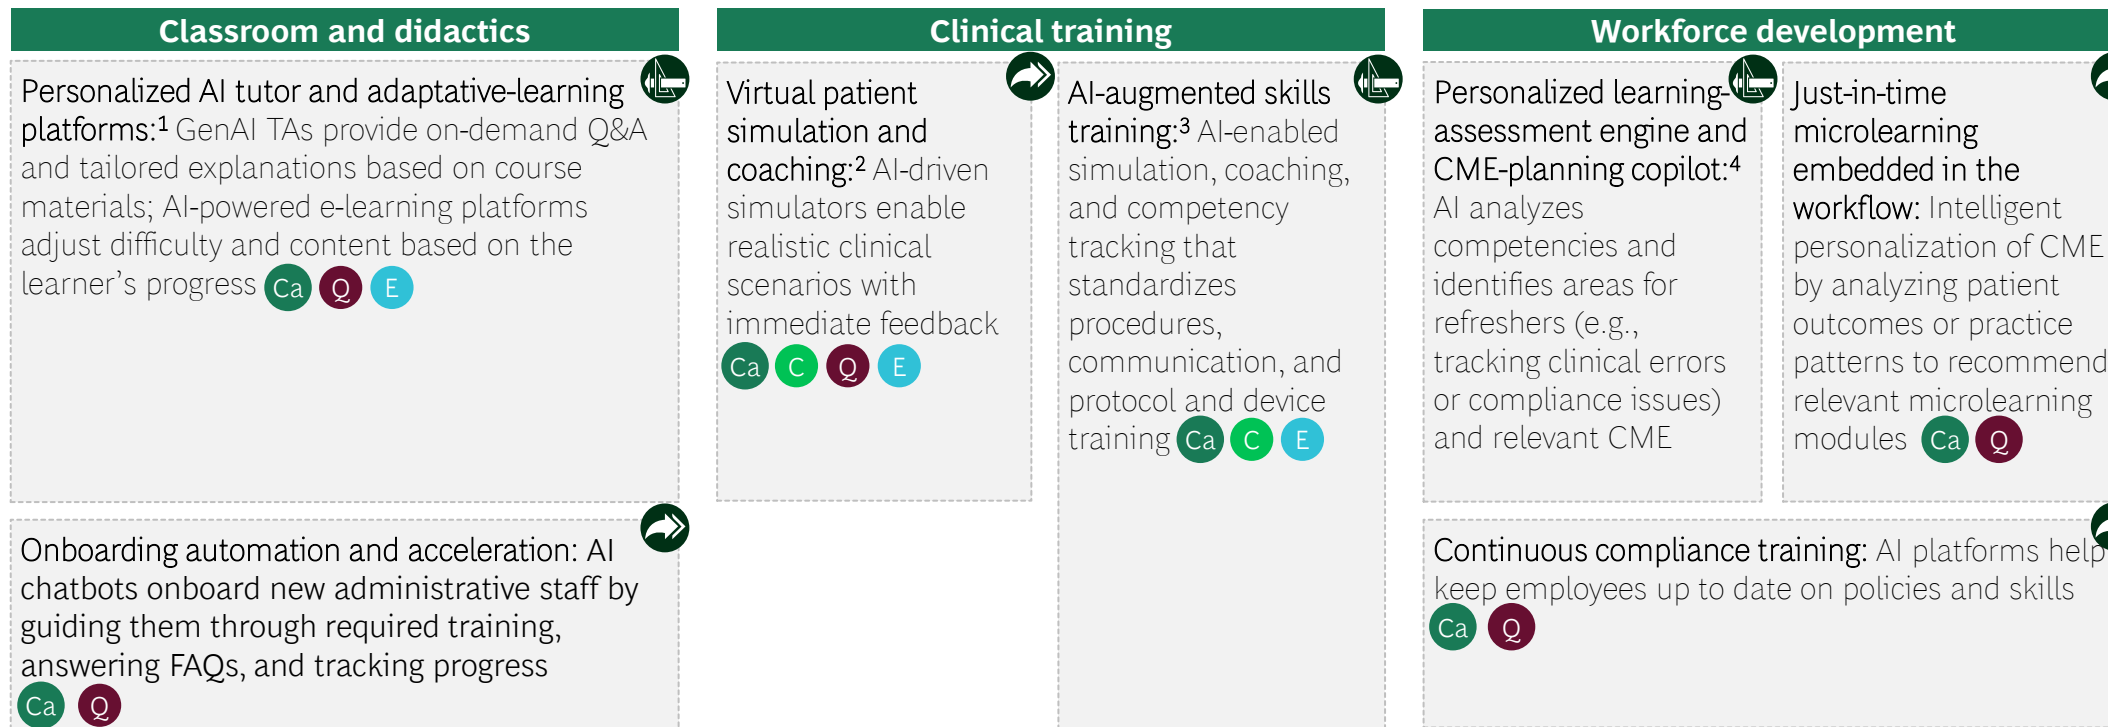 Classroom and didactics
Personalized AI tutor and adaptative-learning
platforms:¹ GenAI TAs provide on-demand Q&A
and tailored explanations based on course
materials; AI-powered e-learning platforms
adjust difficulty and content based on the
learner’s progress Ca Q E
Onboarding automation and acceleration: AI
chatbots onboard new administrative staff by
guiding them through required training,
answering FAQs, and tracking progress
Ca Q
Clinical training
Virtual patient
simulation and
coaching:² AI-driven
simulators enable
realistic clinical
scenarios with
immediate feedback
Ca C Q E
AI-augmented skills
training:³ AI-enabled
simulation, coaching,
and competency
tracking that
standardizes
procedures,
communication, and
protocol and device
training Ca C E
Workforce development
Personalized learning-
assessment engine and
CME-planning copilot:⁴
AI analyzes
competencies and
identifies areas for
refreshers (e.g.,
tracking clinical errors
or compliance issues)
and relevant CME
Just-in-time
microlearning
embedded in the
workflow: Intelligent
personalization of CME
by analyzing patient
outcomes or practice
patterns to recommend
relevant microlearning
modules Ca Q
Continuous compliance training: AI platforms help
keep employees up to date on policies and skills
Ca Q